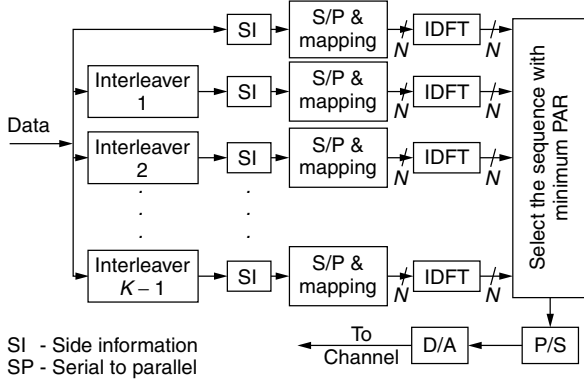 SI
S/P &
mapping
N
IDFT
N
Interleaver
1
SI
S/P &
mapping
N
IDFT
N
Data
Interleaver
2
SI
S/P &
mapping
N
IDFT
N
Interleaver
K – 1
SI
S/P &
mapping
N
IDFT
N
Select the sequence with
minimum PAR
P/S
D/A
To
Channel
SI - Side information
SP - Serial to parallel